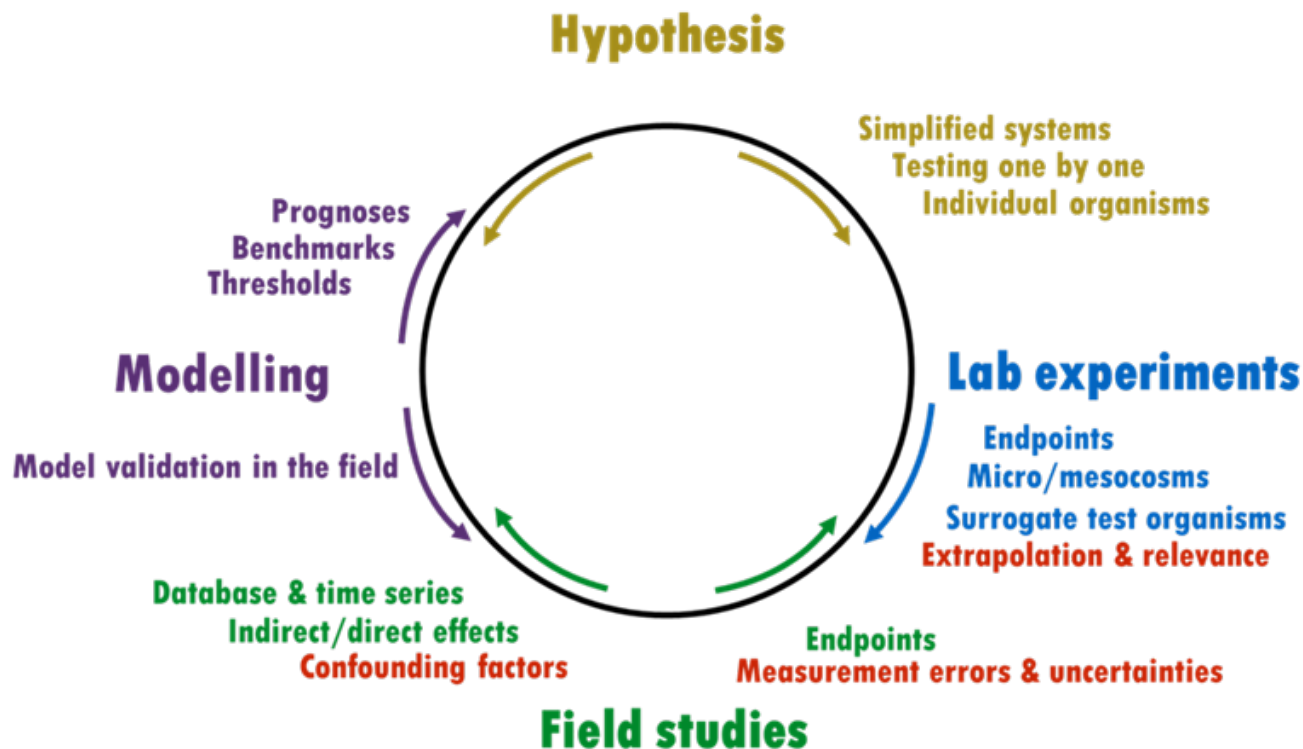 Hypothesis
Simplified systems
Testing one by one
Individual organisms
Prognoses
Benchmarks
Thresholds
Modelling
Lab experiments
Model validation in the field
Endpoints
Micro/mesocosms
Surrogate test organisms
Extrapolation & relevance
Database & time series
Indirect/direct effects
Confounding factors
Endpoints
Measurement errors & uncertainties
Field studies